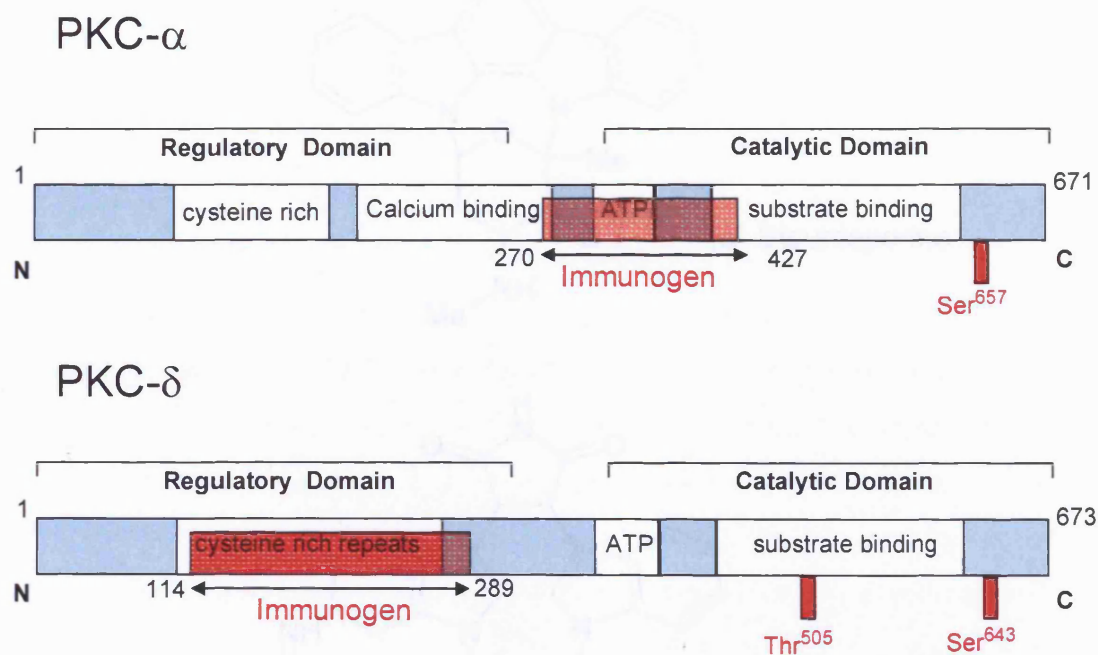 PKC-α
Regulatory Domain Catalytic Domain
1 671
cysteine rich Calcium binding ATP substrate binding
N 270 427 C
Immunogen
Ser657
PKC-δ
Regulatory Domain Catalytic Domain
1 673
cysteine rich repeats ATP substrate binding
N 114 289 C
Immunogen
Thr505 Ser643